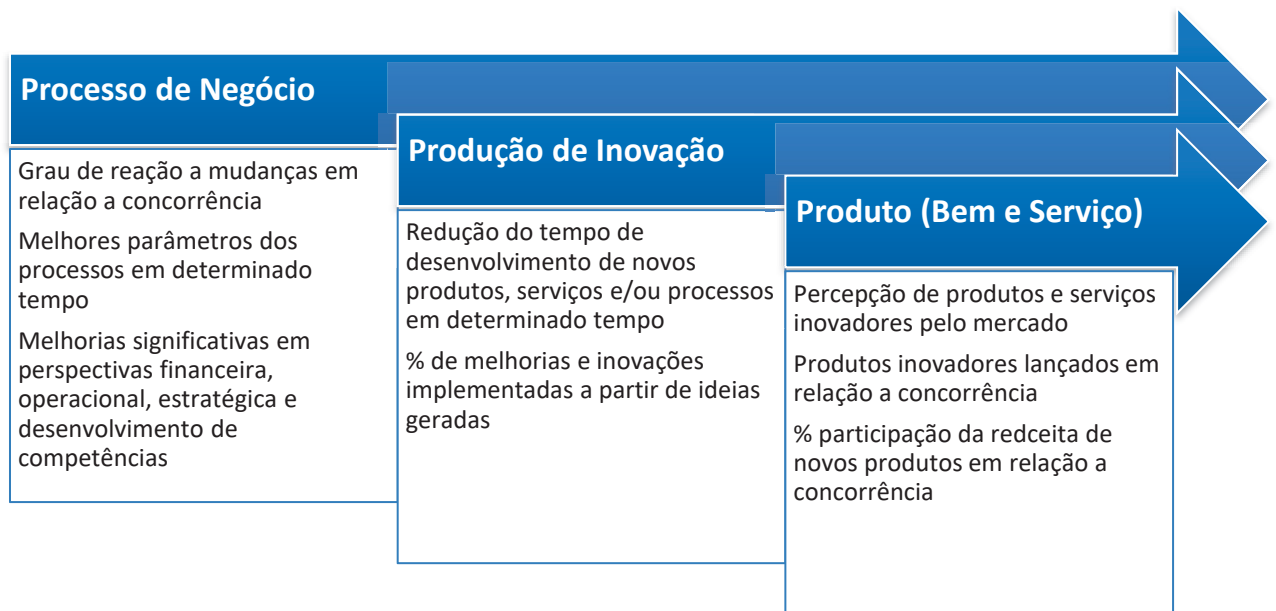 Processo de Negócio
Grau de reação a mudanças em
relação a concorrência
Melhores parâmetros dos
processos em determinado
tempo
Melhorias significativas em
perspectivas financeira,
operacional, estratégica e
desenvolvimento de
competências
Produção de Inovação
Redução do tempo de
desenvolvimento de novos
produtos, serviços e/ou processos
em determinado tempo
% de melhorias e inovações
implementadas a partir de ideias
geradas
Produto (Bem e Serviço)
Percepção de produtos e serviços
inovadores pelo mercado
Produtos inovadores lançados em
relação a concorrência
% participação da redceita de
novos produtos em relação a
concorrência